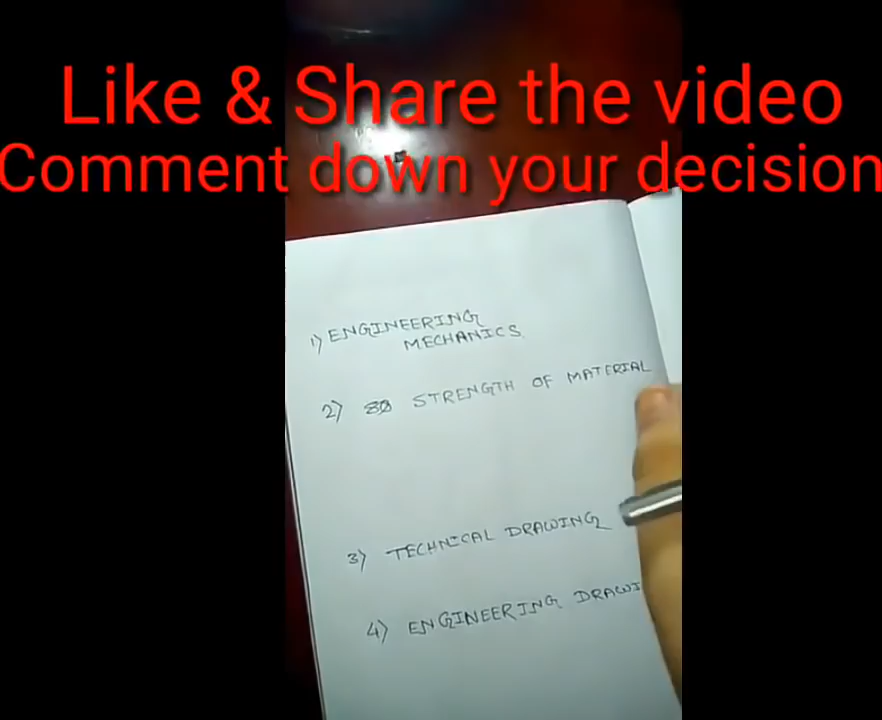 Like & Share the video
Comment down your decision
1) ENGINEERING
MECHANICS
2) STRENGTH OF MATERIAL
3) TECHNICAL DRAWING
4) ENGINEERING DRAWI